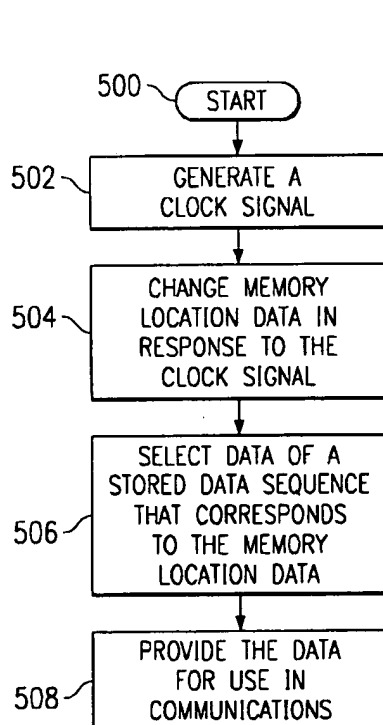 500
START
502
GENERATE A
CLOCK SIGNAL
504
CHANGE MEMORY
LOCATION DATA IN
RESPONSE TO THE
CLOCK SIGNAL
506
SELECT DATA OF A
STORED DATA SEQUENCE
THAT CORRESPONDS
TO THE MEMORY
LOCATION DATA
508
PROVIDE THE DATA
FOR USE IN
COMMUNICATIONS